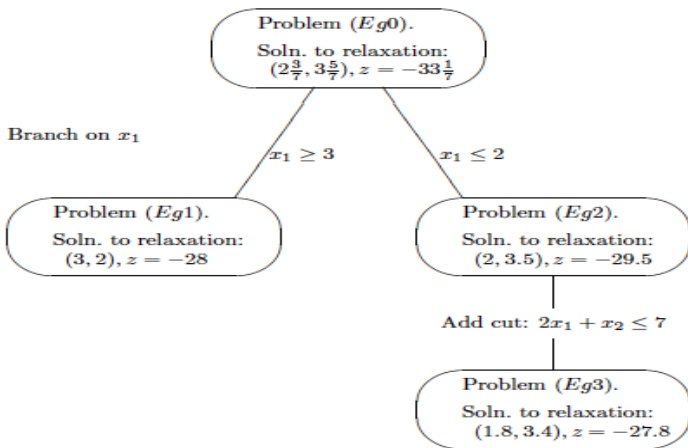 Problem (Eg0).
Soln. to relaxation:
(2 3/7, 3 5/7), z = −33 1/7
Branch on x₁
x₁ ≥ 3
x₁ ≤ 2
Problem (Eg1).
Soln. to relaxation:
(3, 2), z = −28
Problem (Eg2).
Soln. to relaxation:
(2, 3.5), z = −29.5
Add cut: 2x₁ + x₂ ≤ 7
Problem (Eg3).
Soln. to relaxation:
(1.8, 3.4), z = −27.8